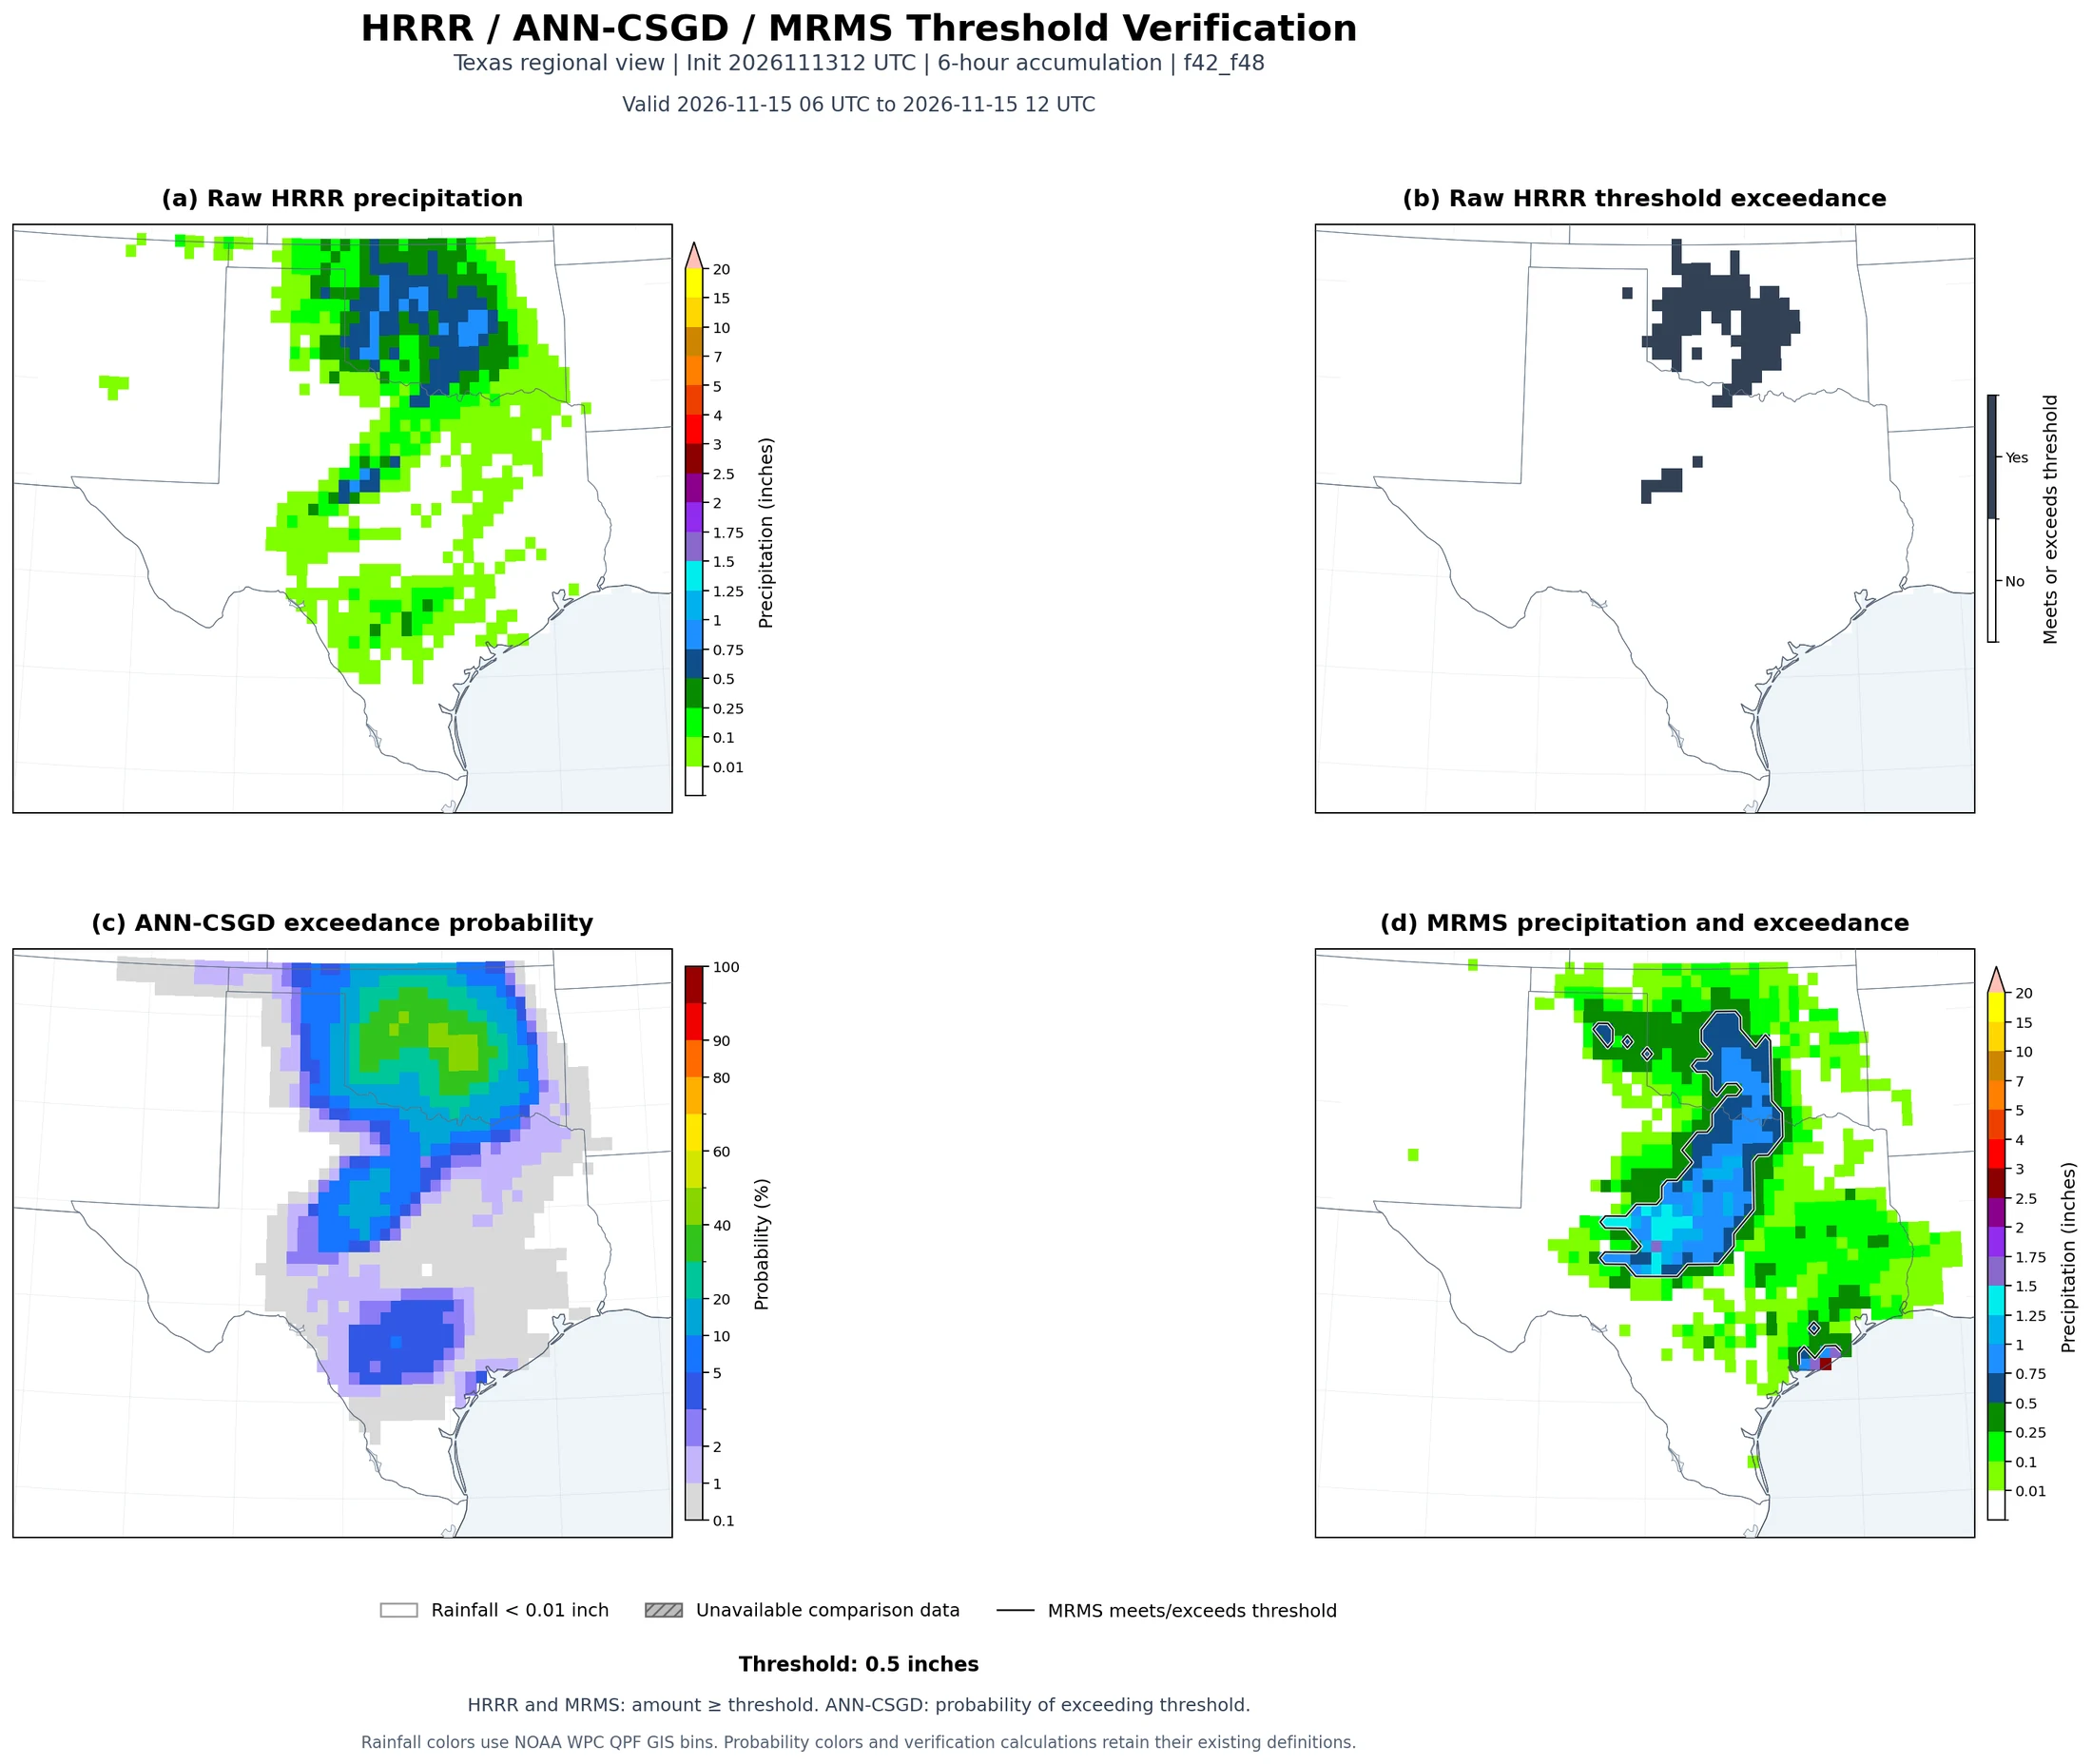 HRRR / ANN-CSGD / MRMS Threshold Verification
Texas regional view | Init 2026111312 UTC | 6-hour accumulation | f42_f48
Valid 2026-11-15 06 UTC to 2026-11-15 12 UTC
(a) Raw HRRR precipitation
20
15
10
7
5
4
3
2.5
2
1.75
1.5
1.25
1
0.75
0.5
0.25
0.1
0.01
Precipitation (inches)
(b) Raw HRRR threshold exceedance
Yes
No
Meets or exceeds threshold
(c) ANN-CSGD exceedance probability
100
90
80
60
40
20
10
5
2
1
0.1
Probability (%)
(d) MRMS precipitation and exceedance
20
15
10
7
5
4
3
2.5
2
1.75
1.5
1.25
1
0.75
0.5
0.25
0.1
0.01
Precipitation (inches)
Rainfall < 0.01 inch
Unavailable comparison data
MRMS meets/exceeds threshold
Threshold: 0.5 inches
HRRR and MRMS: amount ≥ threshold. ANN-CSGD: probability of exceeding threshold.
Rainfall colors use NOAA WPC QPF GIS bins. Probability colors and verification calculations retain their existing definitions.